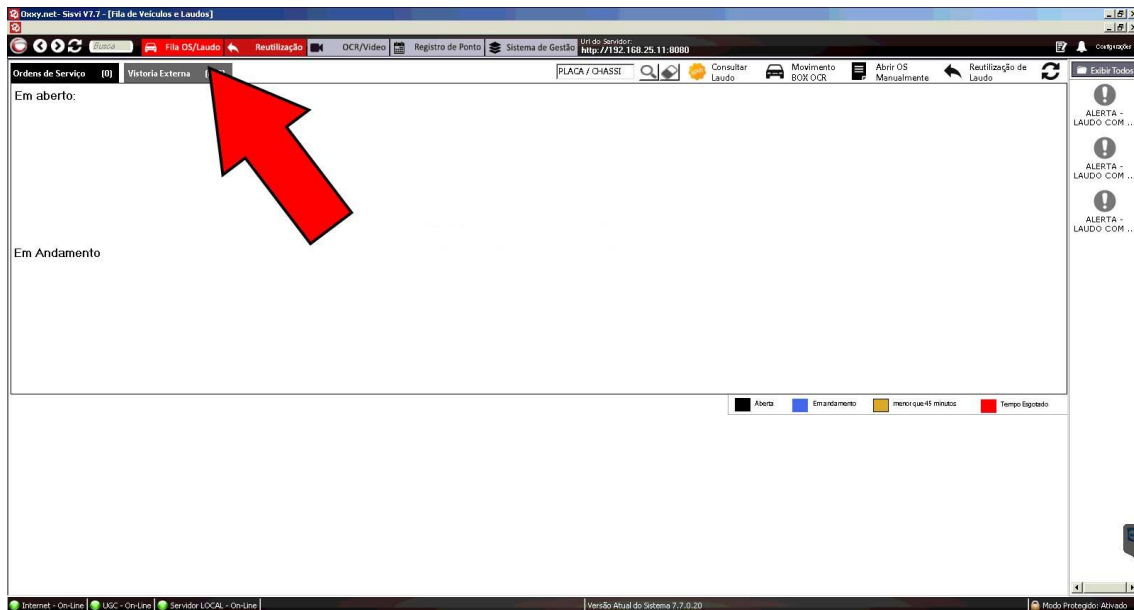 Oxxy.net- Sisvi V7.7 - [Fila de Veículos e Laudos]
Busca
Fila OS/Laudo
Reutilização
OCR/Video
Registro de Ponto
Sistema de Gestão
Url do Servidor:
http://192.168.25.11:8080
Configurações
Ordens de Serviço (0)
Vistoria Externa
PLACA / CHASSI
Consultar
Laudo
Movimento
BOX OCR
Abrir OS
Manualmente
Reutilização de
Laudo
Exibir Todos
Em aberto:
ALERTA -
LAUDO COM ...
ALERTA -
LAUDO COM ...
ALERTA -
LAUDO COM ...
Em Andamento
Aberta
Em andamento
menor que 45 minutos
Tempo Esgotado
Internet - On-Line
UGC - On-Line
Servidor LOCAL - On-Line
Versão Atual do Sistema 7.7.0.20
Modo Protegido: Ativado